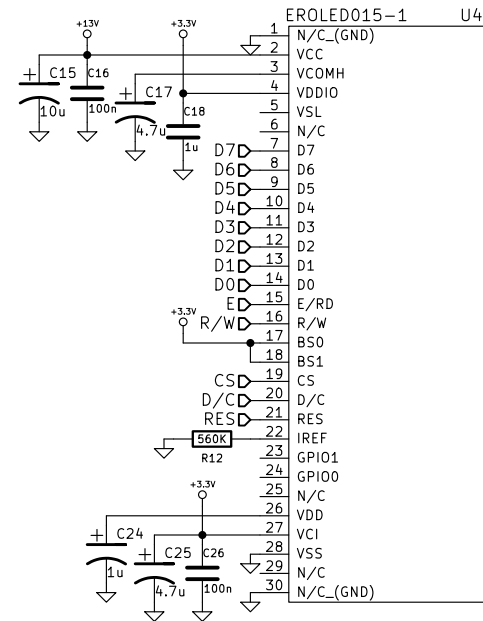 EROLED015-1 U4
+13V +3.3V
1 N/C_(GND)
2 VCC
3 VCOMH
4 VDDIO
5 VSL
6 N/C
D7 7 D7
D6 8 D6
D5 9 D5
D4 10 D4
D3 11 D3
D2 12 D2
D1 13 D1
D0 14 D0
E 15 E/RD
R/W 16 R/W
+3.3V
17 BS0
18 BS1
CS 19 CS
D/C 20 D/C
RES 21 RES
560K 22 IREF
R12
23 GPIO1
24 GPIO0
25 N/C
26 VDD
27 VCI
28 VSS
29 N/C
30 N/C_(GND)
+ C15 C16
10u 100n
+ C17 C18
4.7u 1u
+3.3V
+ C24
1u
+ C25 C26
4.7u 100n